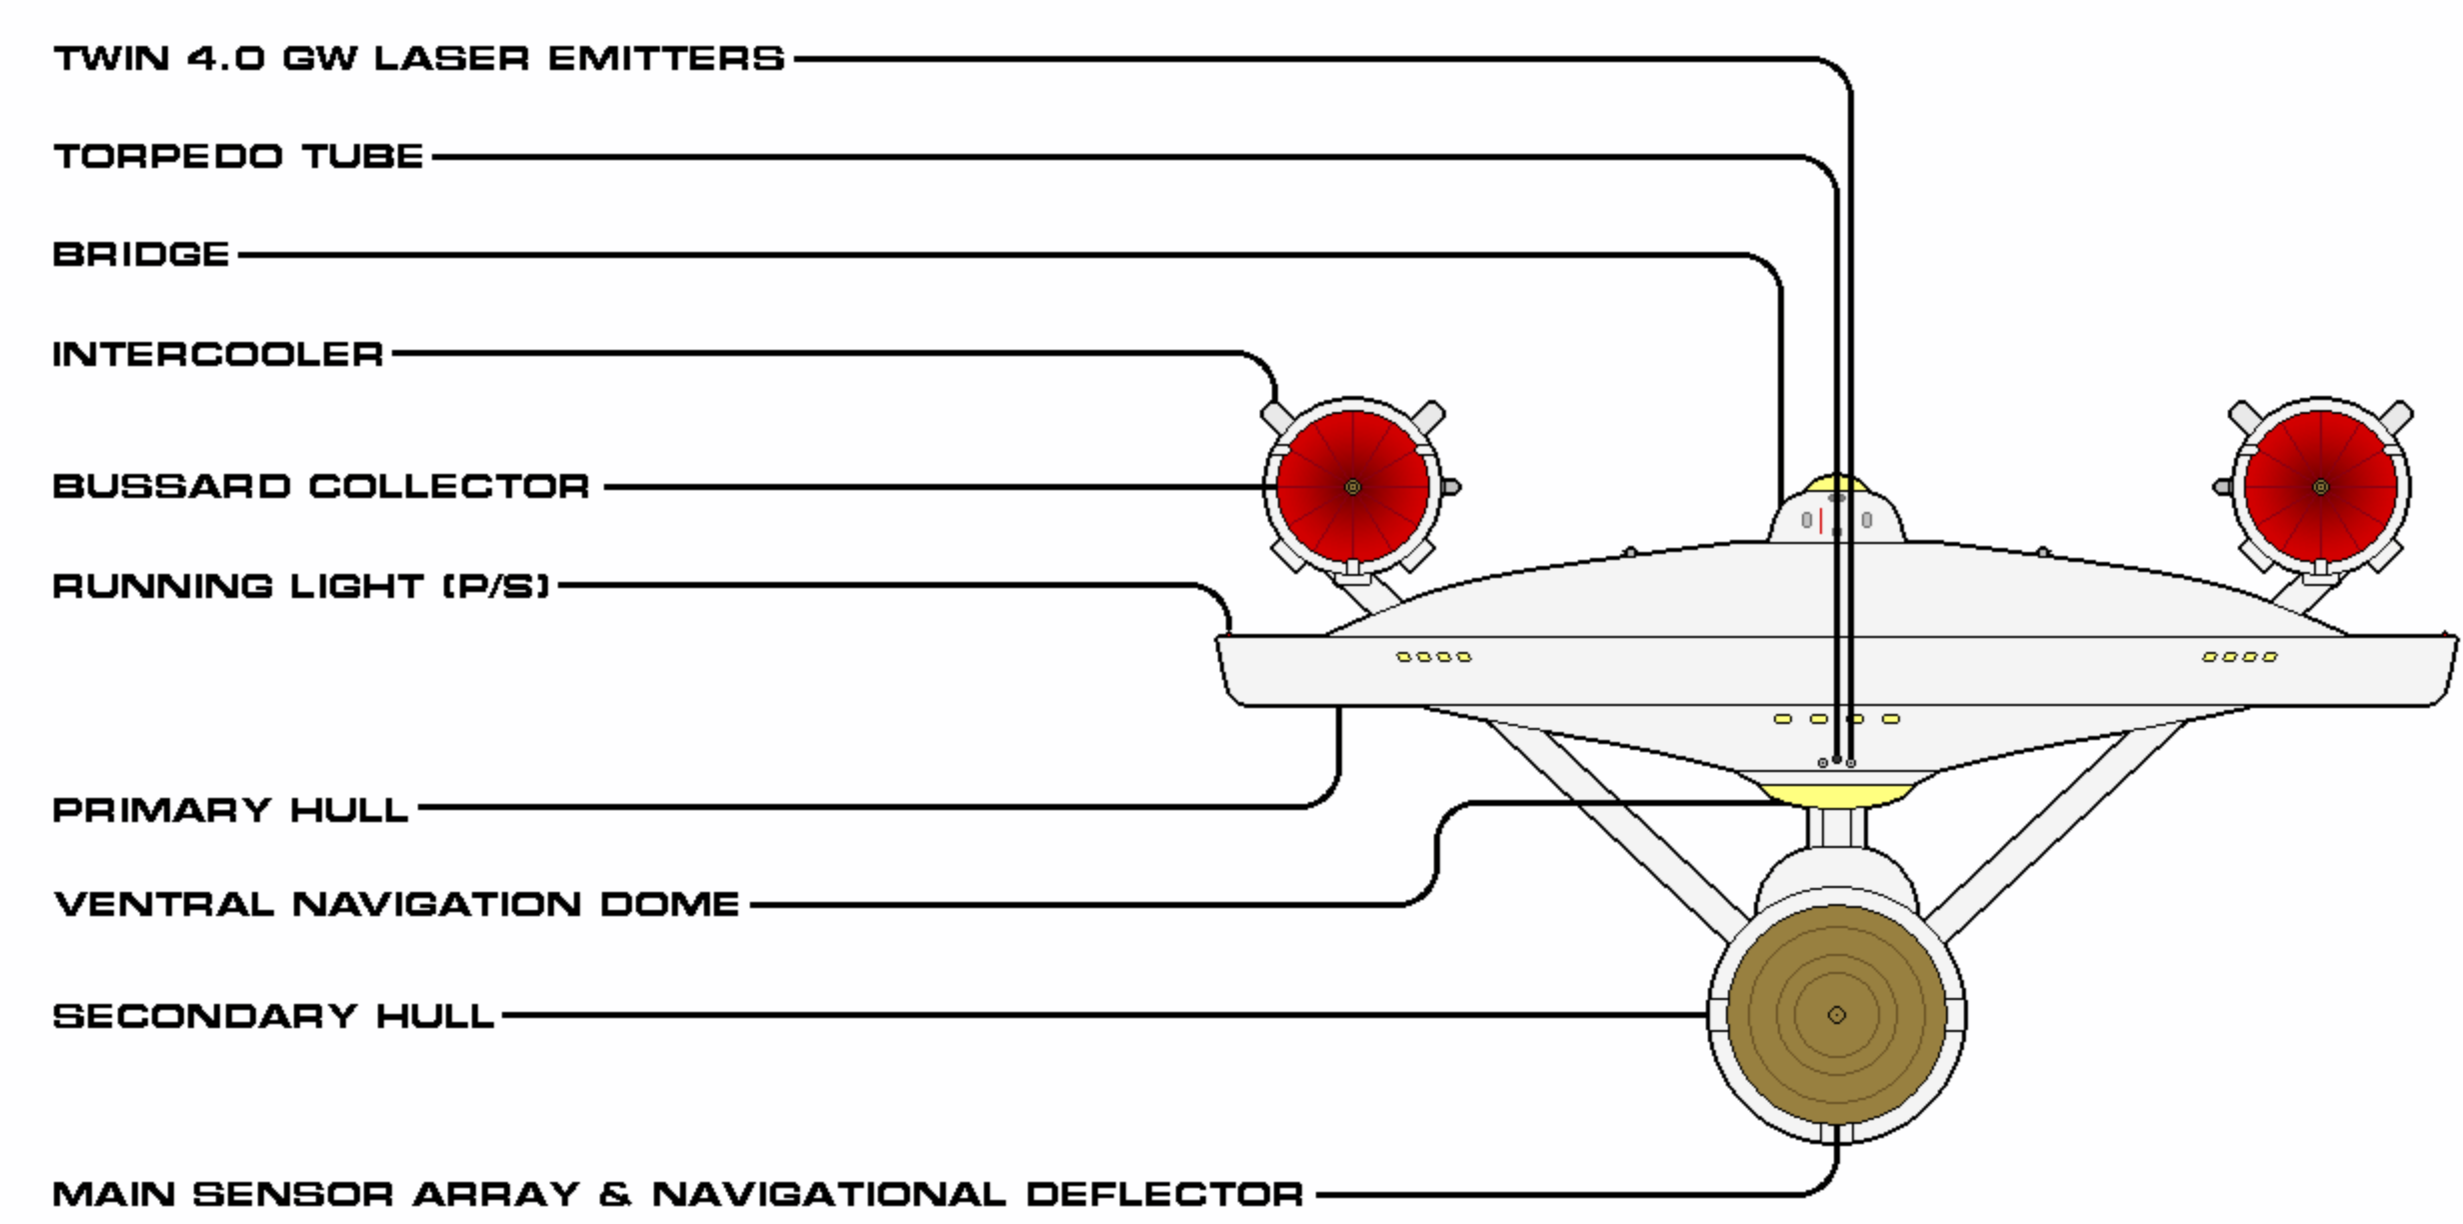 TWIN 4.0 GW LASER EMITTERS
TORPEDO TUBE
BRIDGE
INTERCOOLER
BUSSARD COLLECTOR
RUNNING LIGHT (P/S)
PRIMARY HULL
VENTRAL NAVIGATION DOME
SECONDARY HULL
MAIN SENSOR ARRAY & NAVIGATIONAL DEFLECTOR